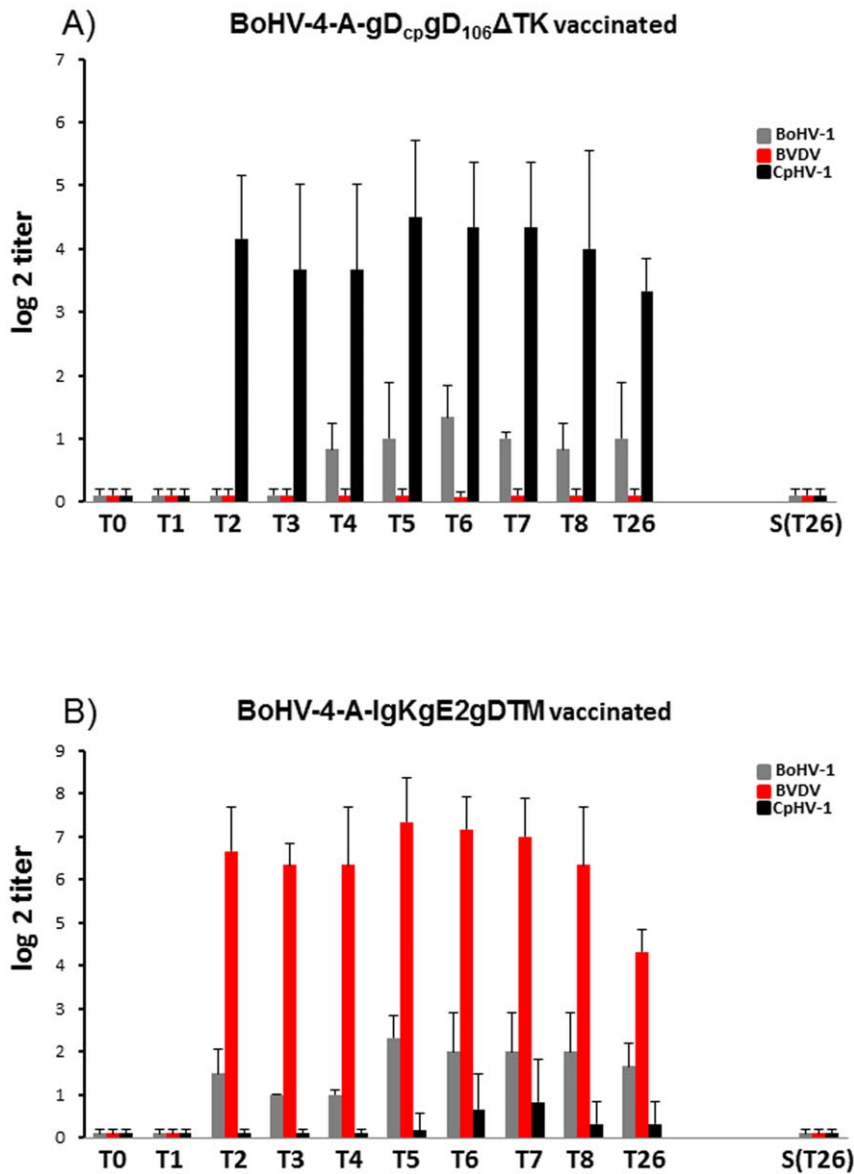 A) BoHV-4-A-gDcpgD106ΔTK vaccinated
7
6
5
4
3
2
1
0
log 2 titer
BoHV-1
BVDV
CpHV-1
T0 T1 T2 T3 T4 T5 T6 T7 T8 T26 S(T26)
B) BoHV-4-A-IgKgE2gDTM vaccinated
9
8
7
6
5
4
3
2
1
0
log 2 titer
BoHV-1
BVDV
CpHV-1
T0 T1 T2 T3 T4 T5 T6 T7 T8 T26 S(T26)